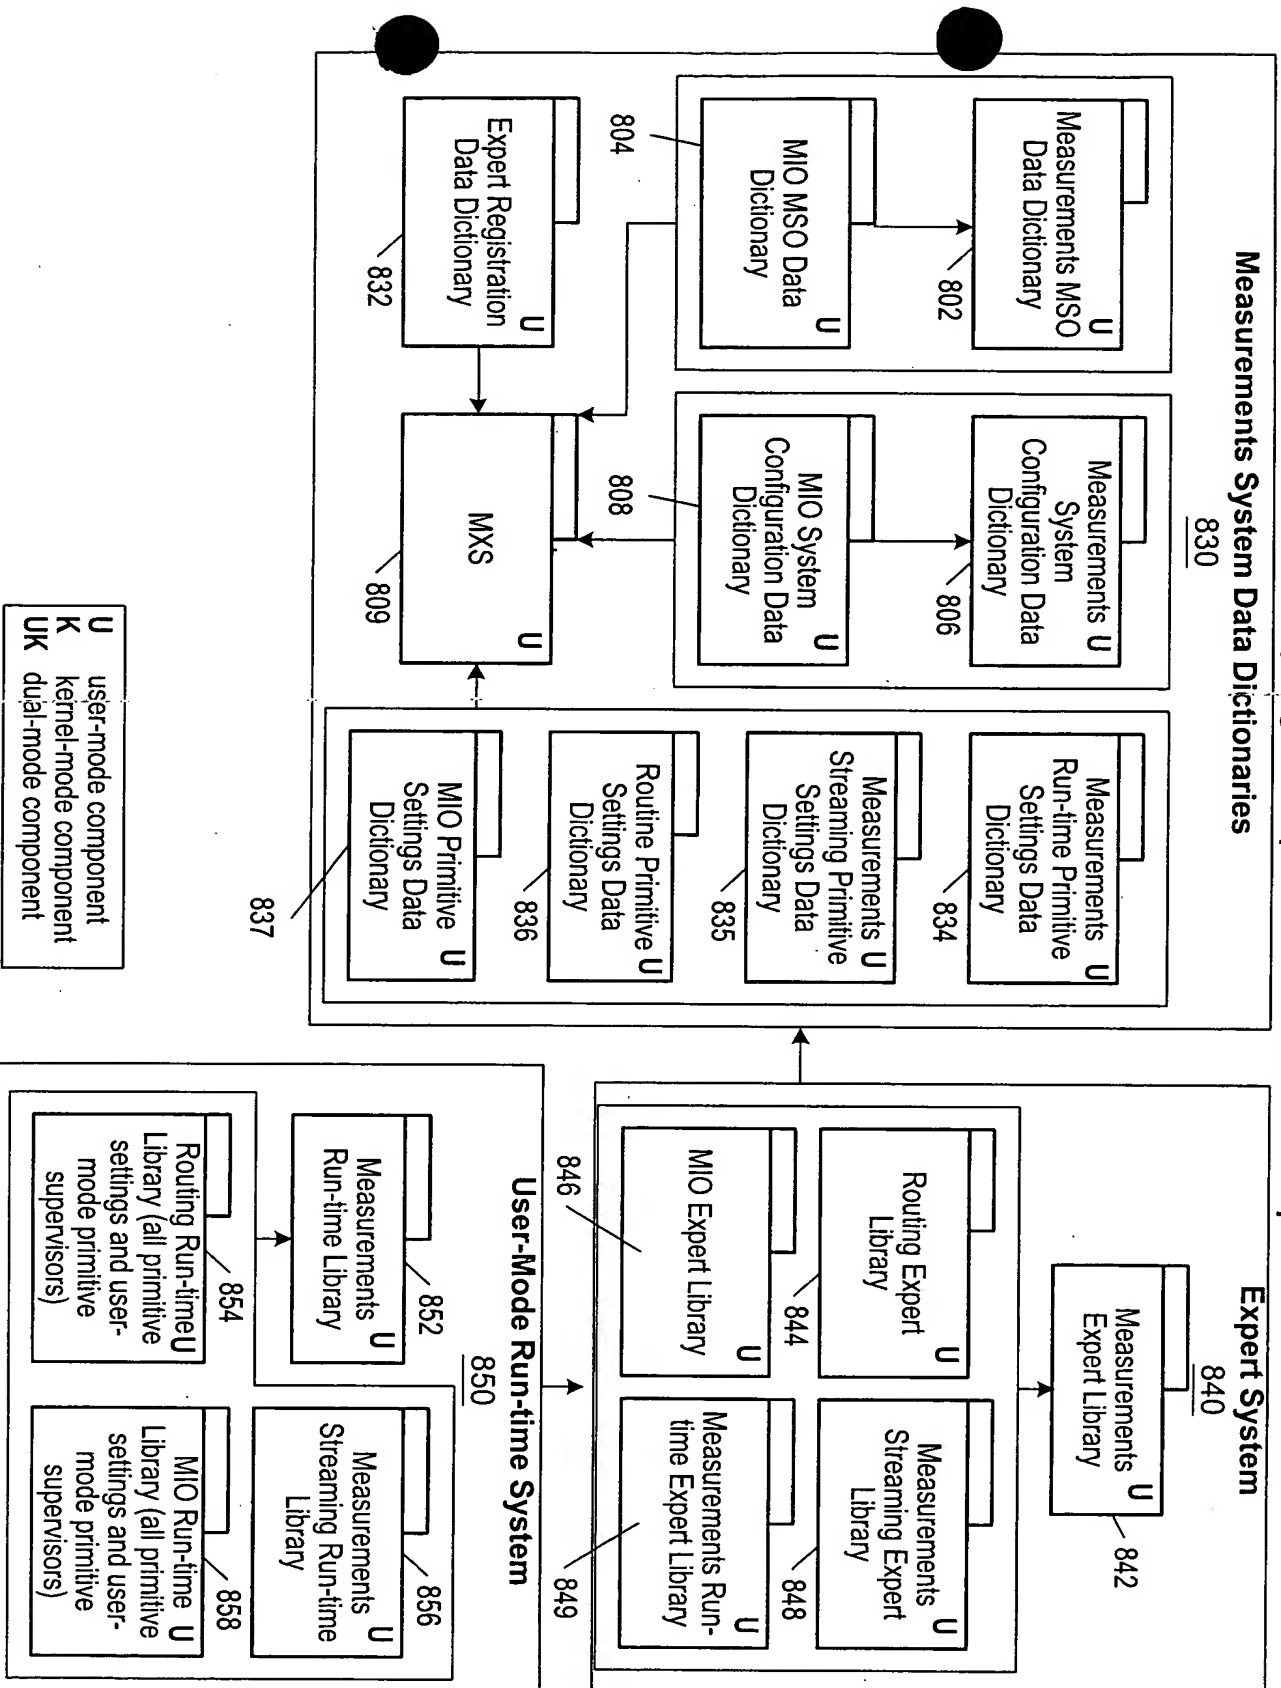 Measurements System Data Dictionaries
830
Measurements MSO
Data Dictionary
U
802
MIO MSO Data
Dictionary
U
804
Measurements
System
Configuration Data
Dictionary
U
806
MIO System
Configuration Data
Dictionary
U
808
Expert Registration
Data Dictionary
U
832
MXS
U
809
Measurements
Run-time Primitive
Settings Data
Dictionary
U
834
Measurements
Streaming Primitive
Settings Data
Dictionary
U
835
Routine Primitive
Settings Data
Dictionary
U
836
MIO Primitive
Settings Data
Dictionary
U
837
U user-mode component
K kernel-mode component
UK dual-mode component
Expert System
840
Measurements
Expert Library
U
842
Routing Expert
Library
U
844
MIO Expert Library
U
846
Measurements
Streaming Expert
Library
U
848
Measurements Run-
time Expert Library
U
849
User-Mode Run-time System
850
Measurements
Run-time Library
U
852
Routing Run-time
Library (all primitive
settings and user-
mode primitive
supervisors)
U
854
Measurements
Streaming Run-time
Library
U
856
MIO Run-time
Library (all primitive
settings and user-
mode primitive
supervisors)
U
858